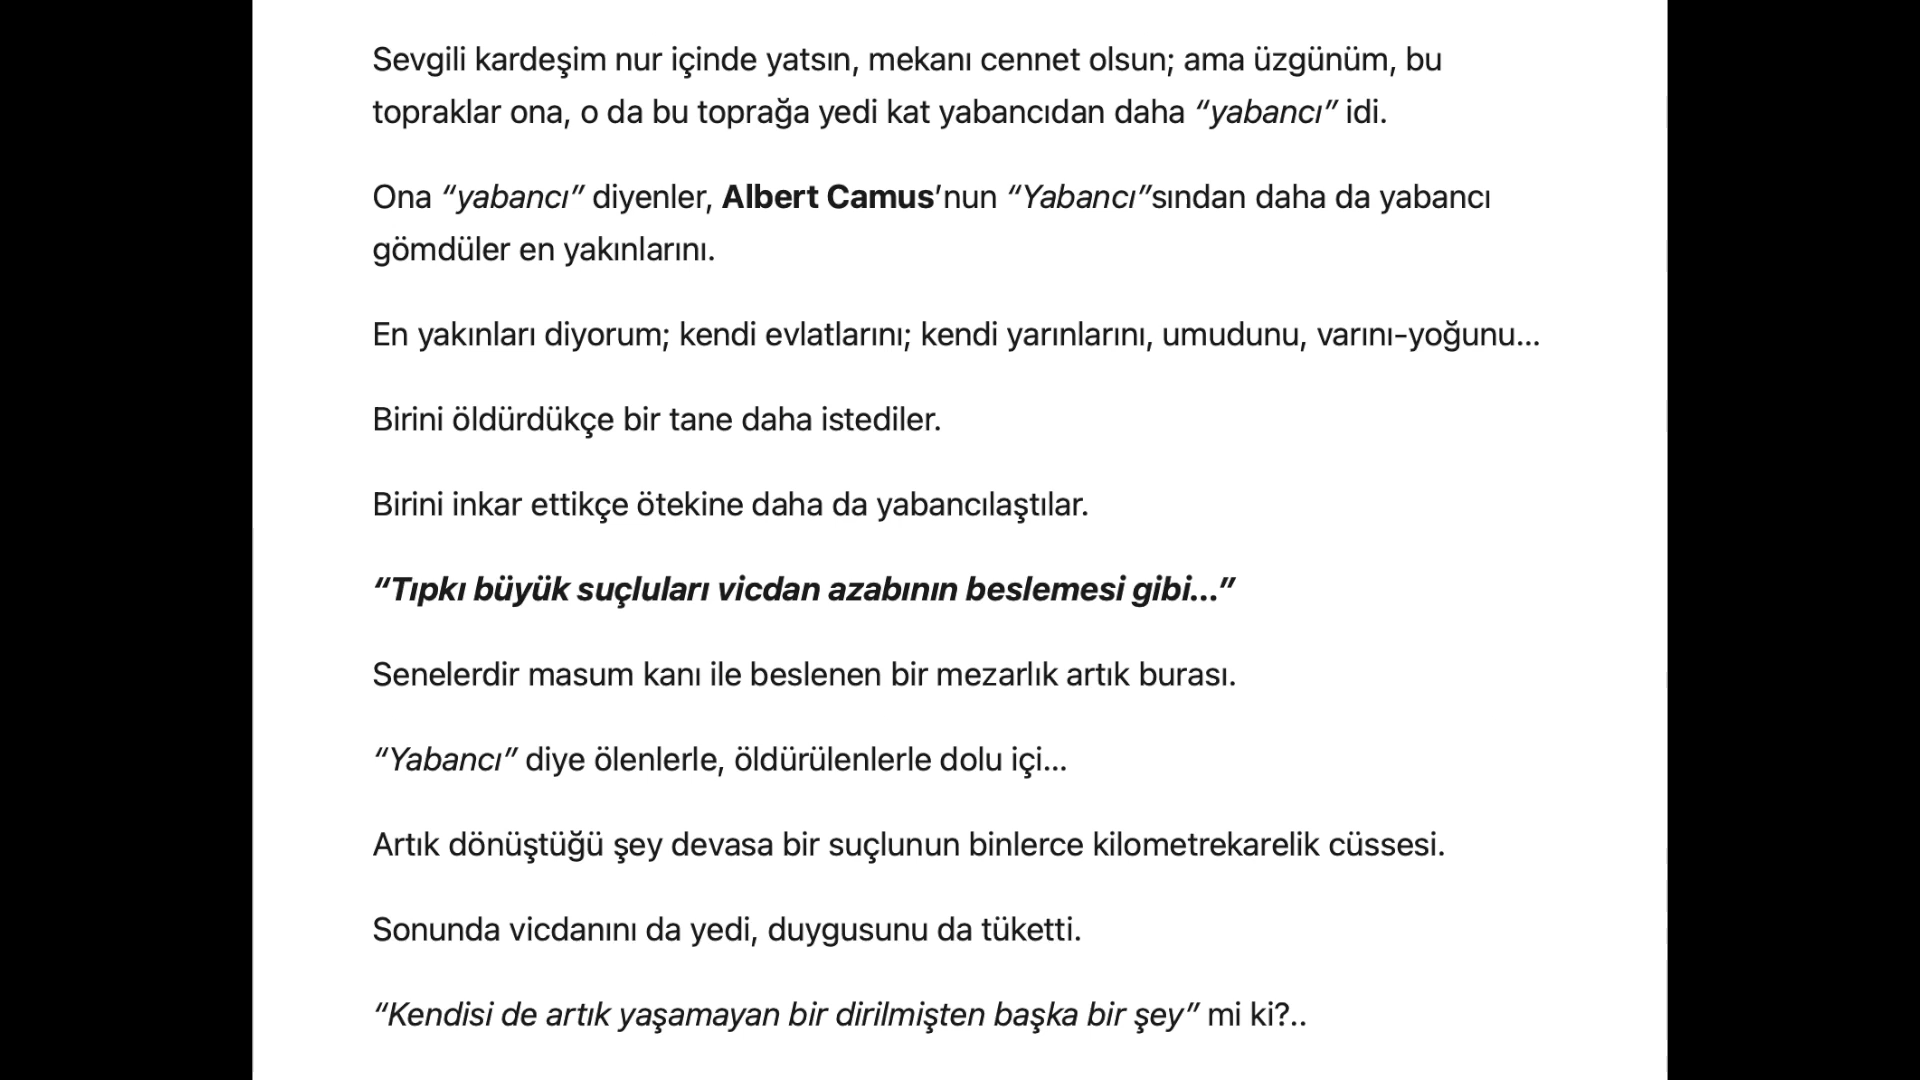 Sevgili kardeşim nur içinde yatsın, mekanı cennet olsun; ama üzgünüm, bu
topraklar ona, o da bu toprağa yedi kat yabancıdan daha “yabancı” idi.
Ona “yabancı” diyenler, Albert Camus’nun “Yabancı”sından daha da yabancı
gömdüler en yakınlarını.
En yakınları diyorum; kendi evlatlarını; kendi yarınlarını, umudunu, varını-yoğunu...
Birini öldürdükçe bir tane daha istediler.
Birini inkar ettikçe ötekine daha da yabancılaştılar.
“Tıpkı büyük suçluları vicdan azabının beslemesi gibi...”
Senelerdir masum kanı ile beslenen bir mezarlık artık burası.
“Yabancı” diye ölenlerle, öldürülenlerle dolu içi...
Artık dönüştüğü şey devasa bir suçlunun binlerce kilometrekarelik cüssesi.
Sonunda vicdanını da yedi, duygusunu da tüketti.
“Kendisi de artık yaşamayan bir dirilmişten başka bir şey” mi ki?..